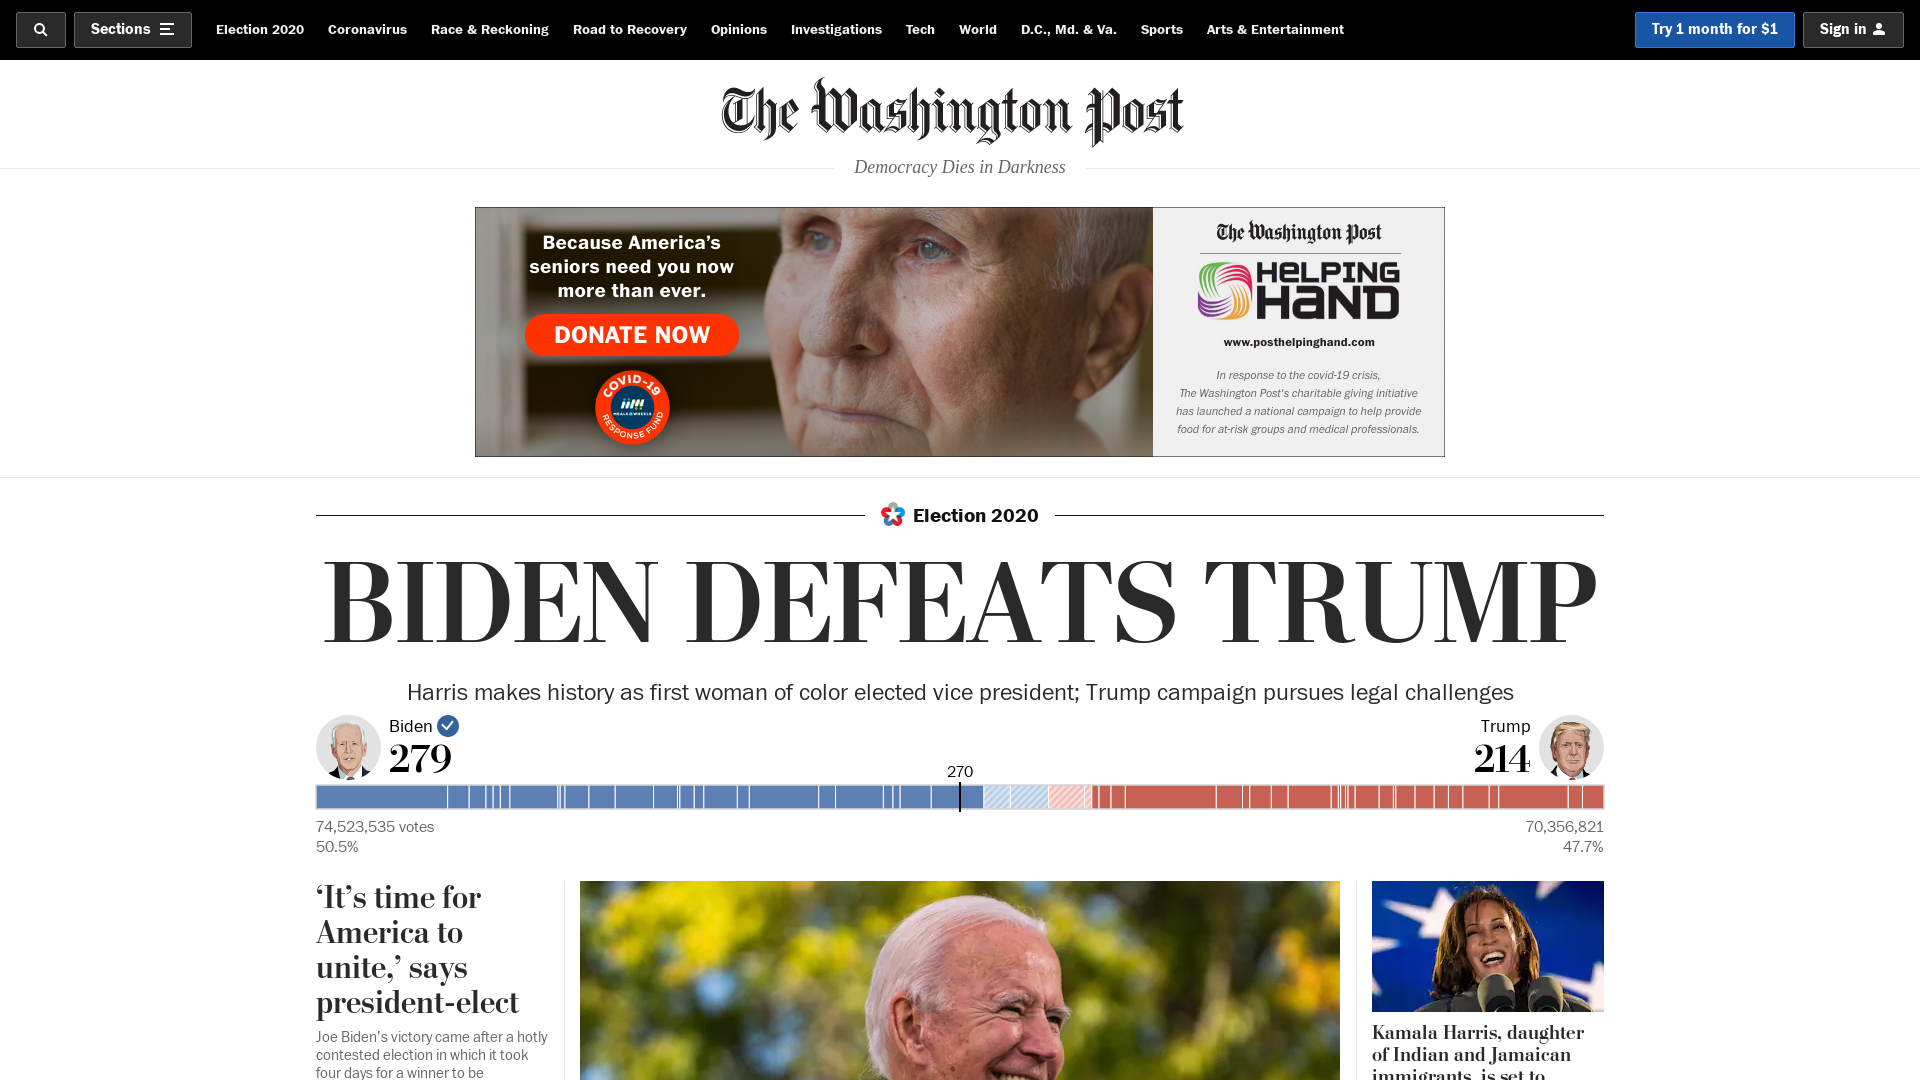 Sections
Election 2020
Coronavirus
Race & Reckoning
Road to Recovery
Opinions
Investigations
Tech
World
D.C., Md. & Va.
Sports
Arts & Entertainment
Try 1 month for $1
Sign in
The Washington Post
Democracy Dies in Darkness
Because America's
seniors need you now
more than ever.
DONATE NOW
COVID-19
MEALS ON WHEELS
RESPONSE FUND
The Washington Post
HELPING
HAND
www.posthelpinghand.com
In response to the covid-19 crisis,
The Washington Post's charitable giving initiative
has launched a national campaign to help provide
food for at-risk groups and medical professionals.
Election 2020
BIDEN DEFEATS TRUMP
Harris makes history as first woman of color elected vice president; Trump campaign pursues legal challenges
Biden
279
Trump
214
270
74,523,535 votes
50.5%
70,356,821
47.7%
‘It’s time for
America to
unite,’ says
president-elect
Joe Biden’s victory came after a hotly
contested election in which it took
four days for a winner to be
Kamala Harris, daughter
of Indian and Jamaican
immigrants, is set to